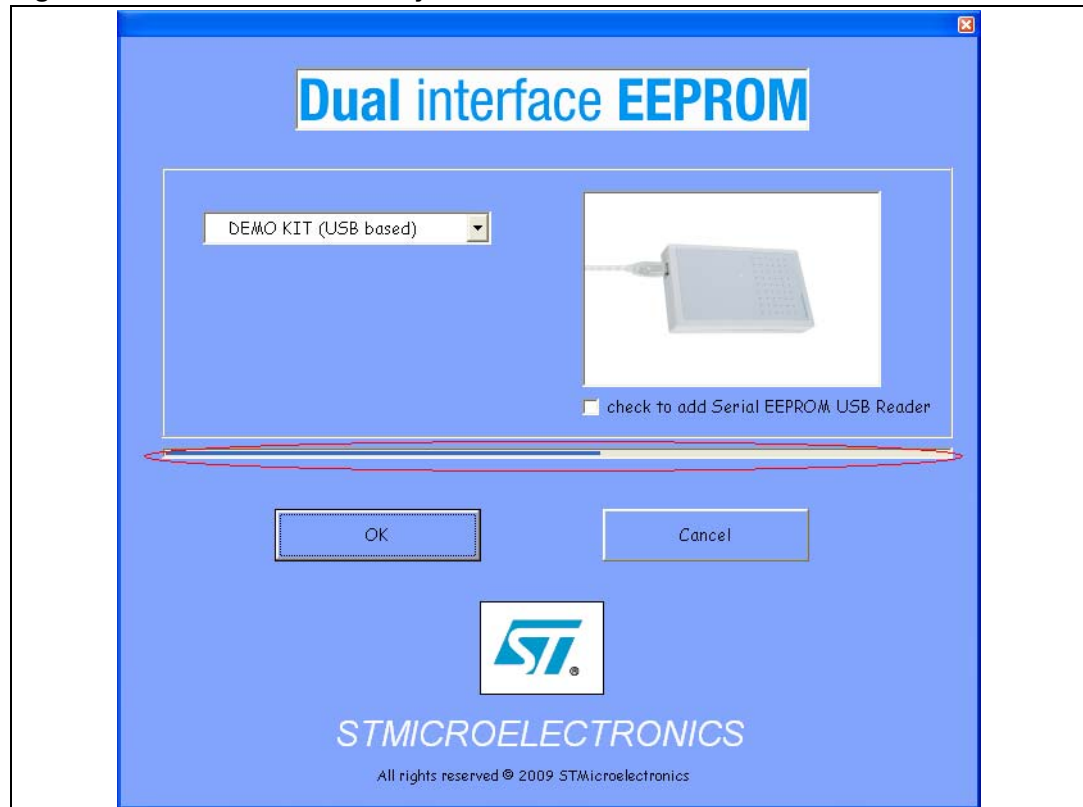 Dual interface EEPROM
DEMO KIT (USB based)
check to add Serial EEPROM USB Reader
OK
Cancel
ST®
STMICROELECTRONICS
All rights reserved © 2009 STMicroelectronics